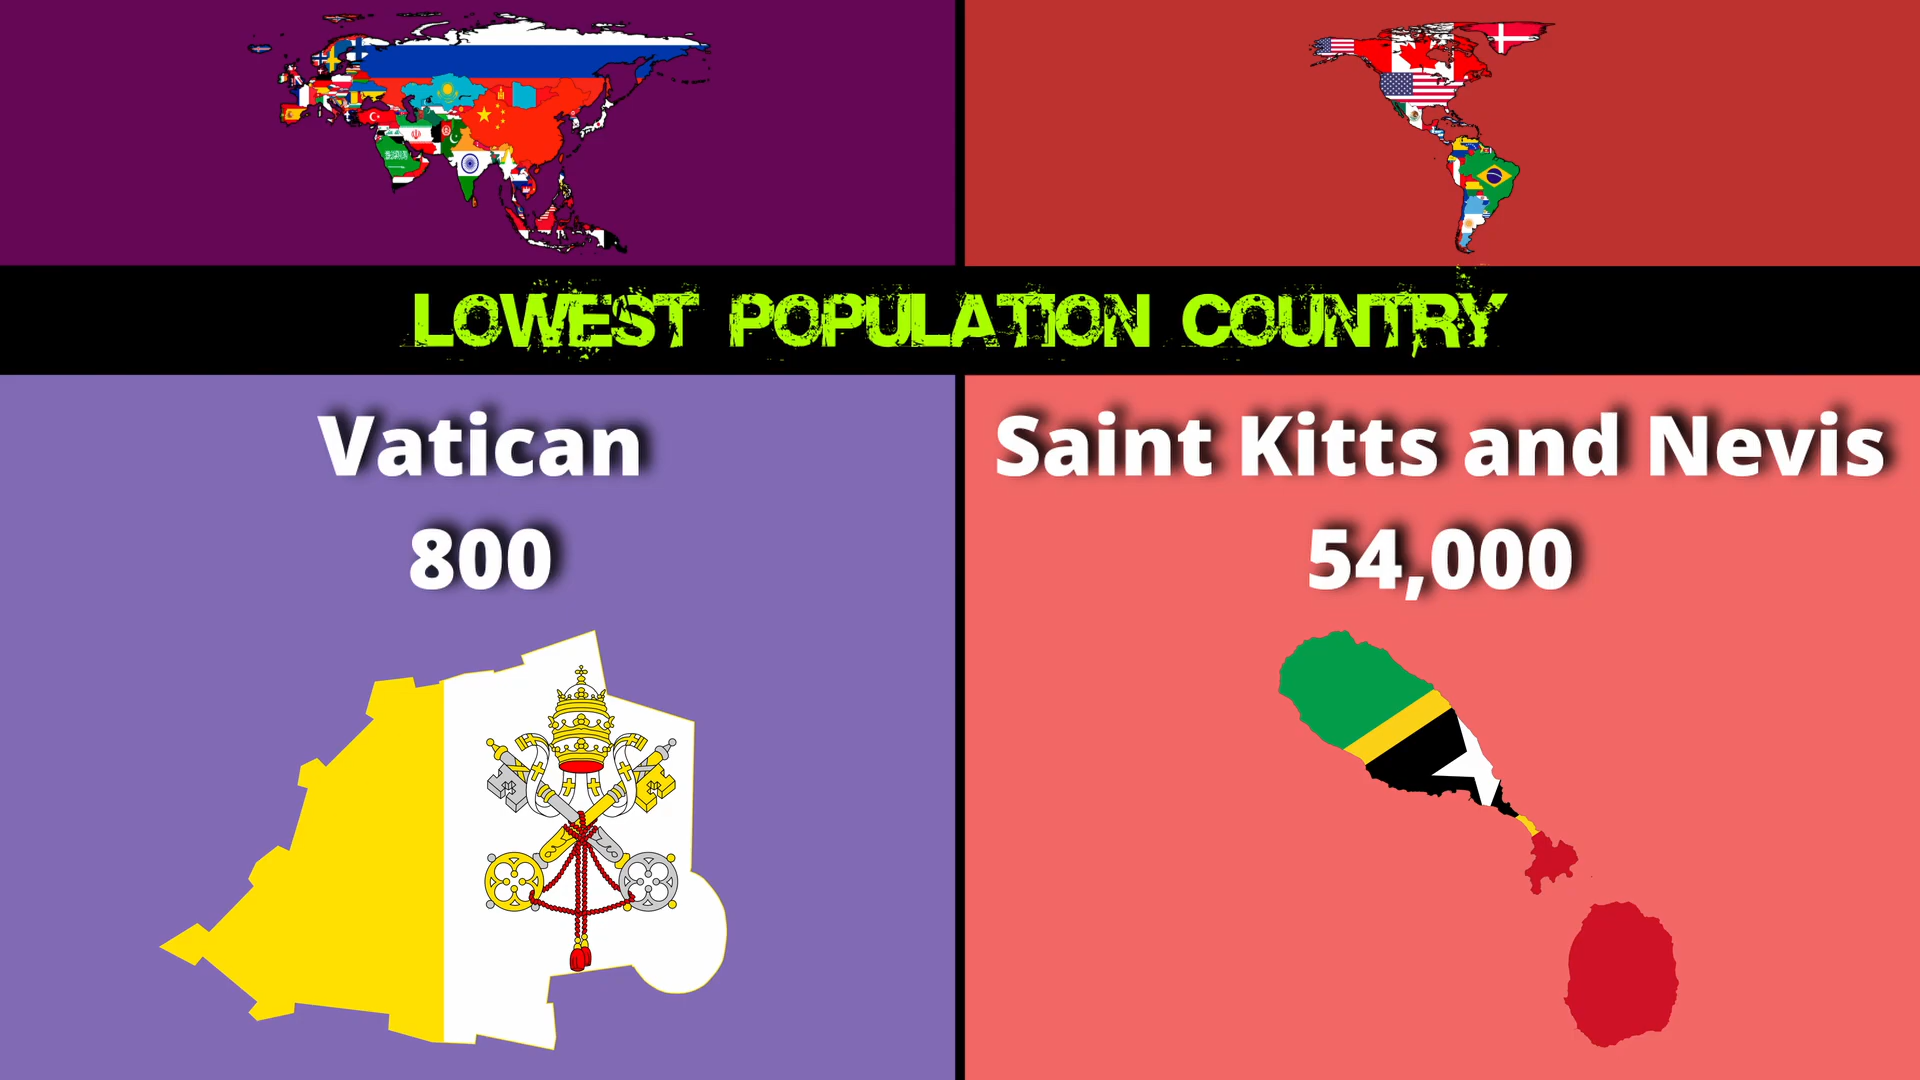 LOWEST POPULATION COUNTRY
Vatican
800
Saint Kitts and Nevis
54,000